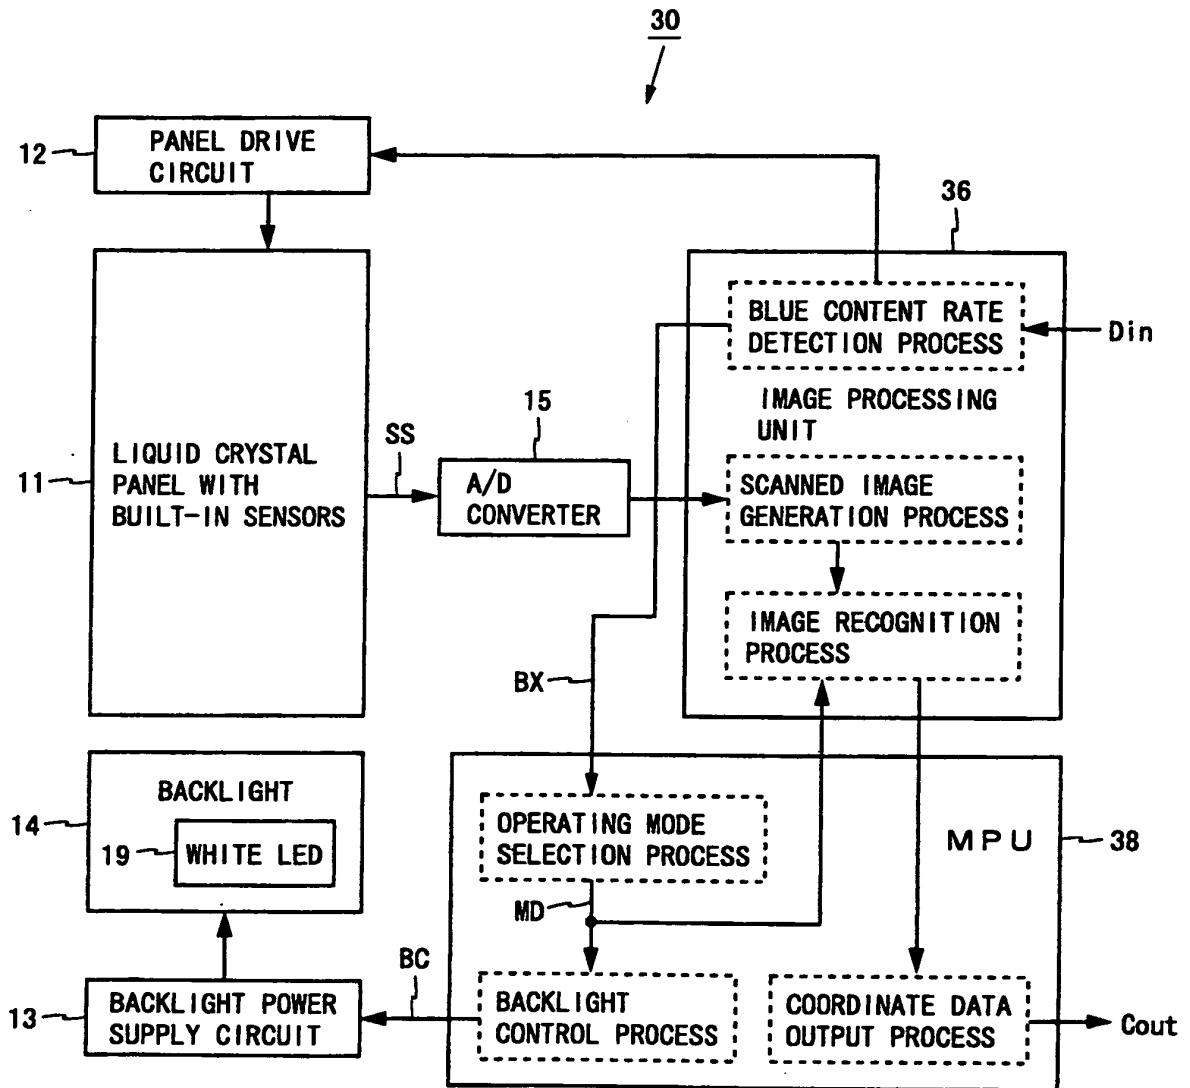 30
12
PANEL DRIVE
CIRCUIT
36
BLUE CONTENT RATE
DETECTION PROCESS
Din
IMAGE PROCESSING
UNIT
11
LIQUID CRYSTAL
PANEL WITH
BUILT-IN SENSORS
SS
15
A/D
CONVERTER
SCANNED IMAGE
GENERATION PROCESS
IMAGE RECOGNITION
PROCESS
BX
14
BACKLIGHT
19
WHITE LED
OPERATING MODE
SELECTION PROCESS
MPU
38
MD
BC
13
BACKLIGHT POWER
SUPPLY CIRCUIT
BACKLIGHT
CONTROL PROCESS
COORDINATE DATA
OUTPUT PROCESS
Cout